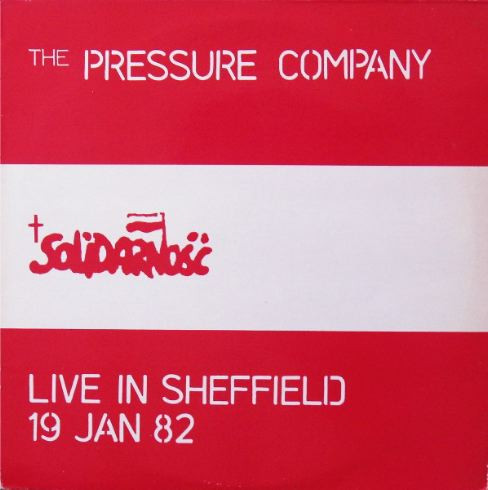 THE PRESSURE COMPANY
SOLIDARNOŚĆ
LIVE IN SHEFFIELD
19 JAN 82